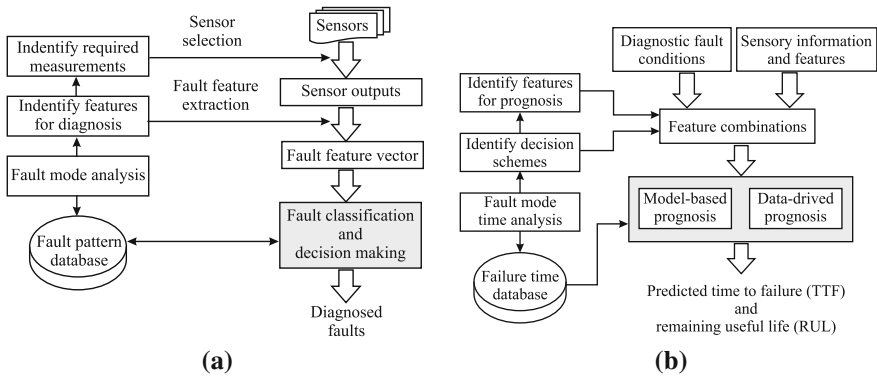 Sensor
selection
Sensors
Indentify required
measurements
Fault feature
extraction
Sensor outputs
Indentify features
for diagnosis
Fault feature vector
Fault mode analysis
Fault classification
and
decision making
Fault pattern
database
Diagnosed
faults
(a)
Diagnostic fault
conditions
Sensory information
and features
Identify features
for prognosis
Feature combinations
Identify decision
schemes
Model-based
prognosis
Data-drived
prognosis
Fault mode
time analysis
Failure time
database
Predicted time to failure (TTF)
and
remaining useful life (RUL)
(b)